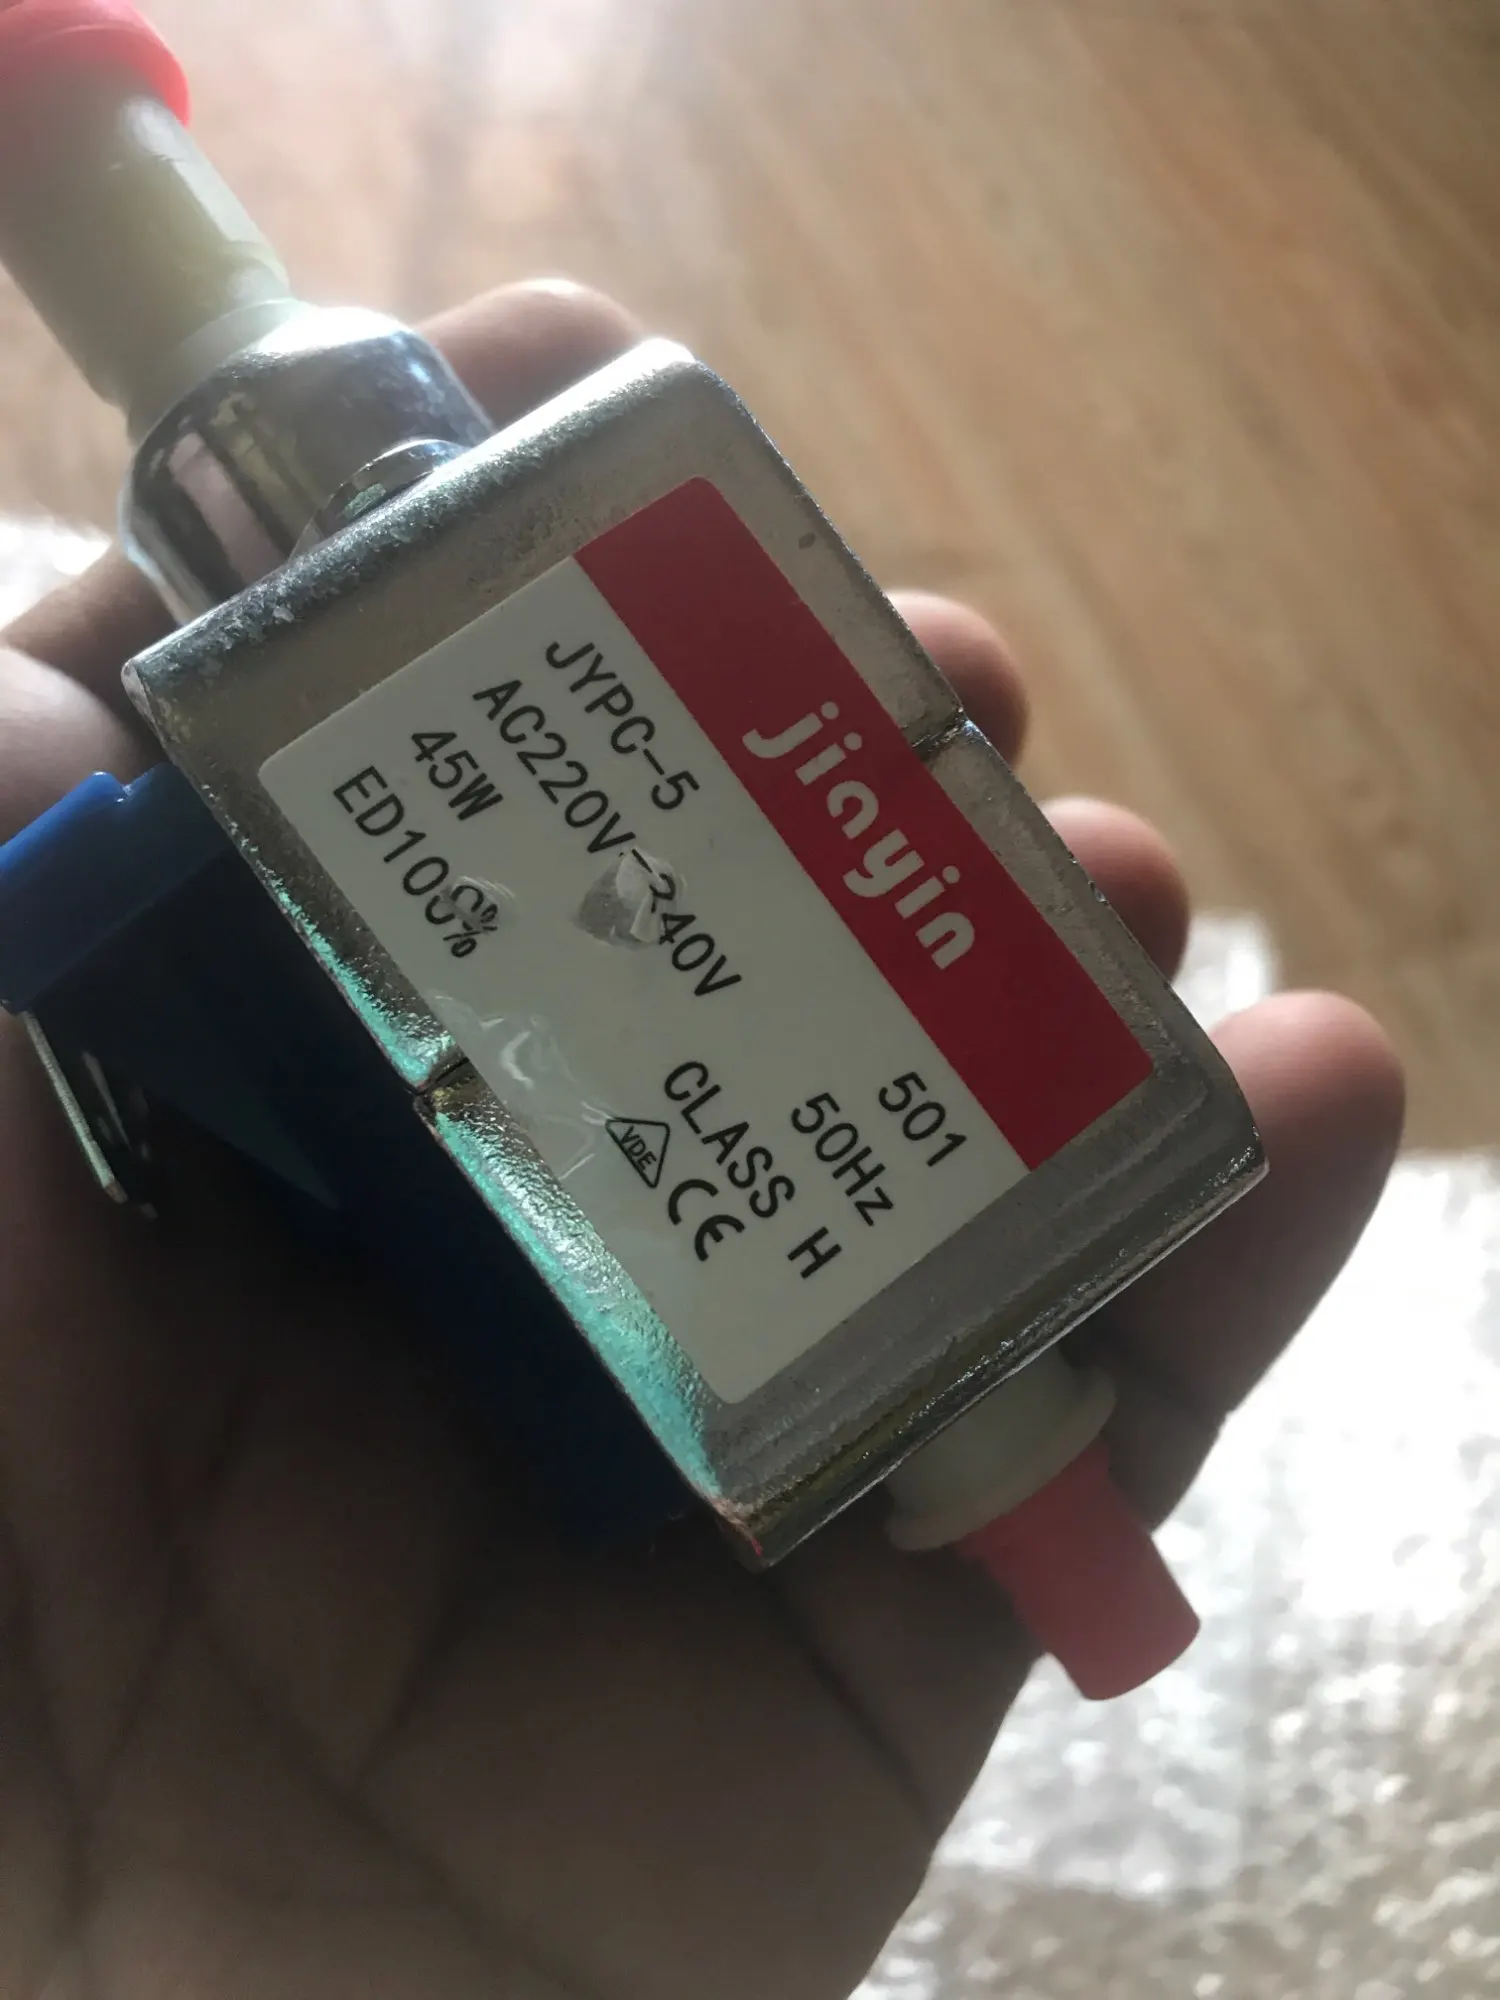 jiayin
JYPC-5 501
AC220V-240V 50Hz
45W CLASS H
ED100% VDE CE